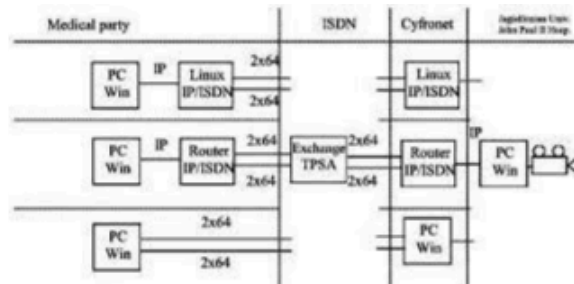 Medical party
ISDN
Cyfronet
Jagiellonian Univ.
John Paul II Hosp.
PC
Win
IP
Linux
IP/ISDN
2x64
2x64
Linux
IP/ISDN
PC
Win
IP
Router
IP/ISDN
2x64
2x64
Exchange
TPSA
2x64
2x64
Router
IP/ISDN
IP
PC
Win
PC
Win
2x64
2x64
PC
Win